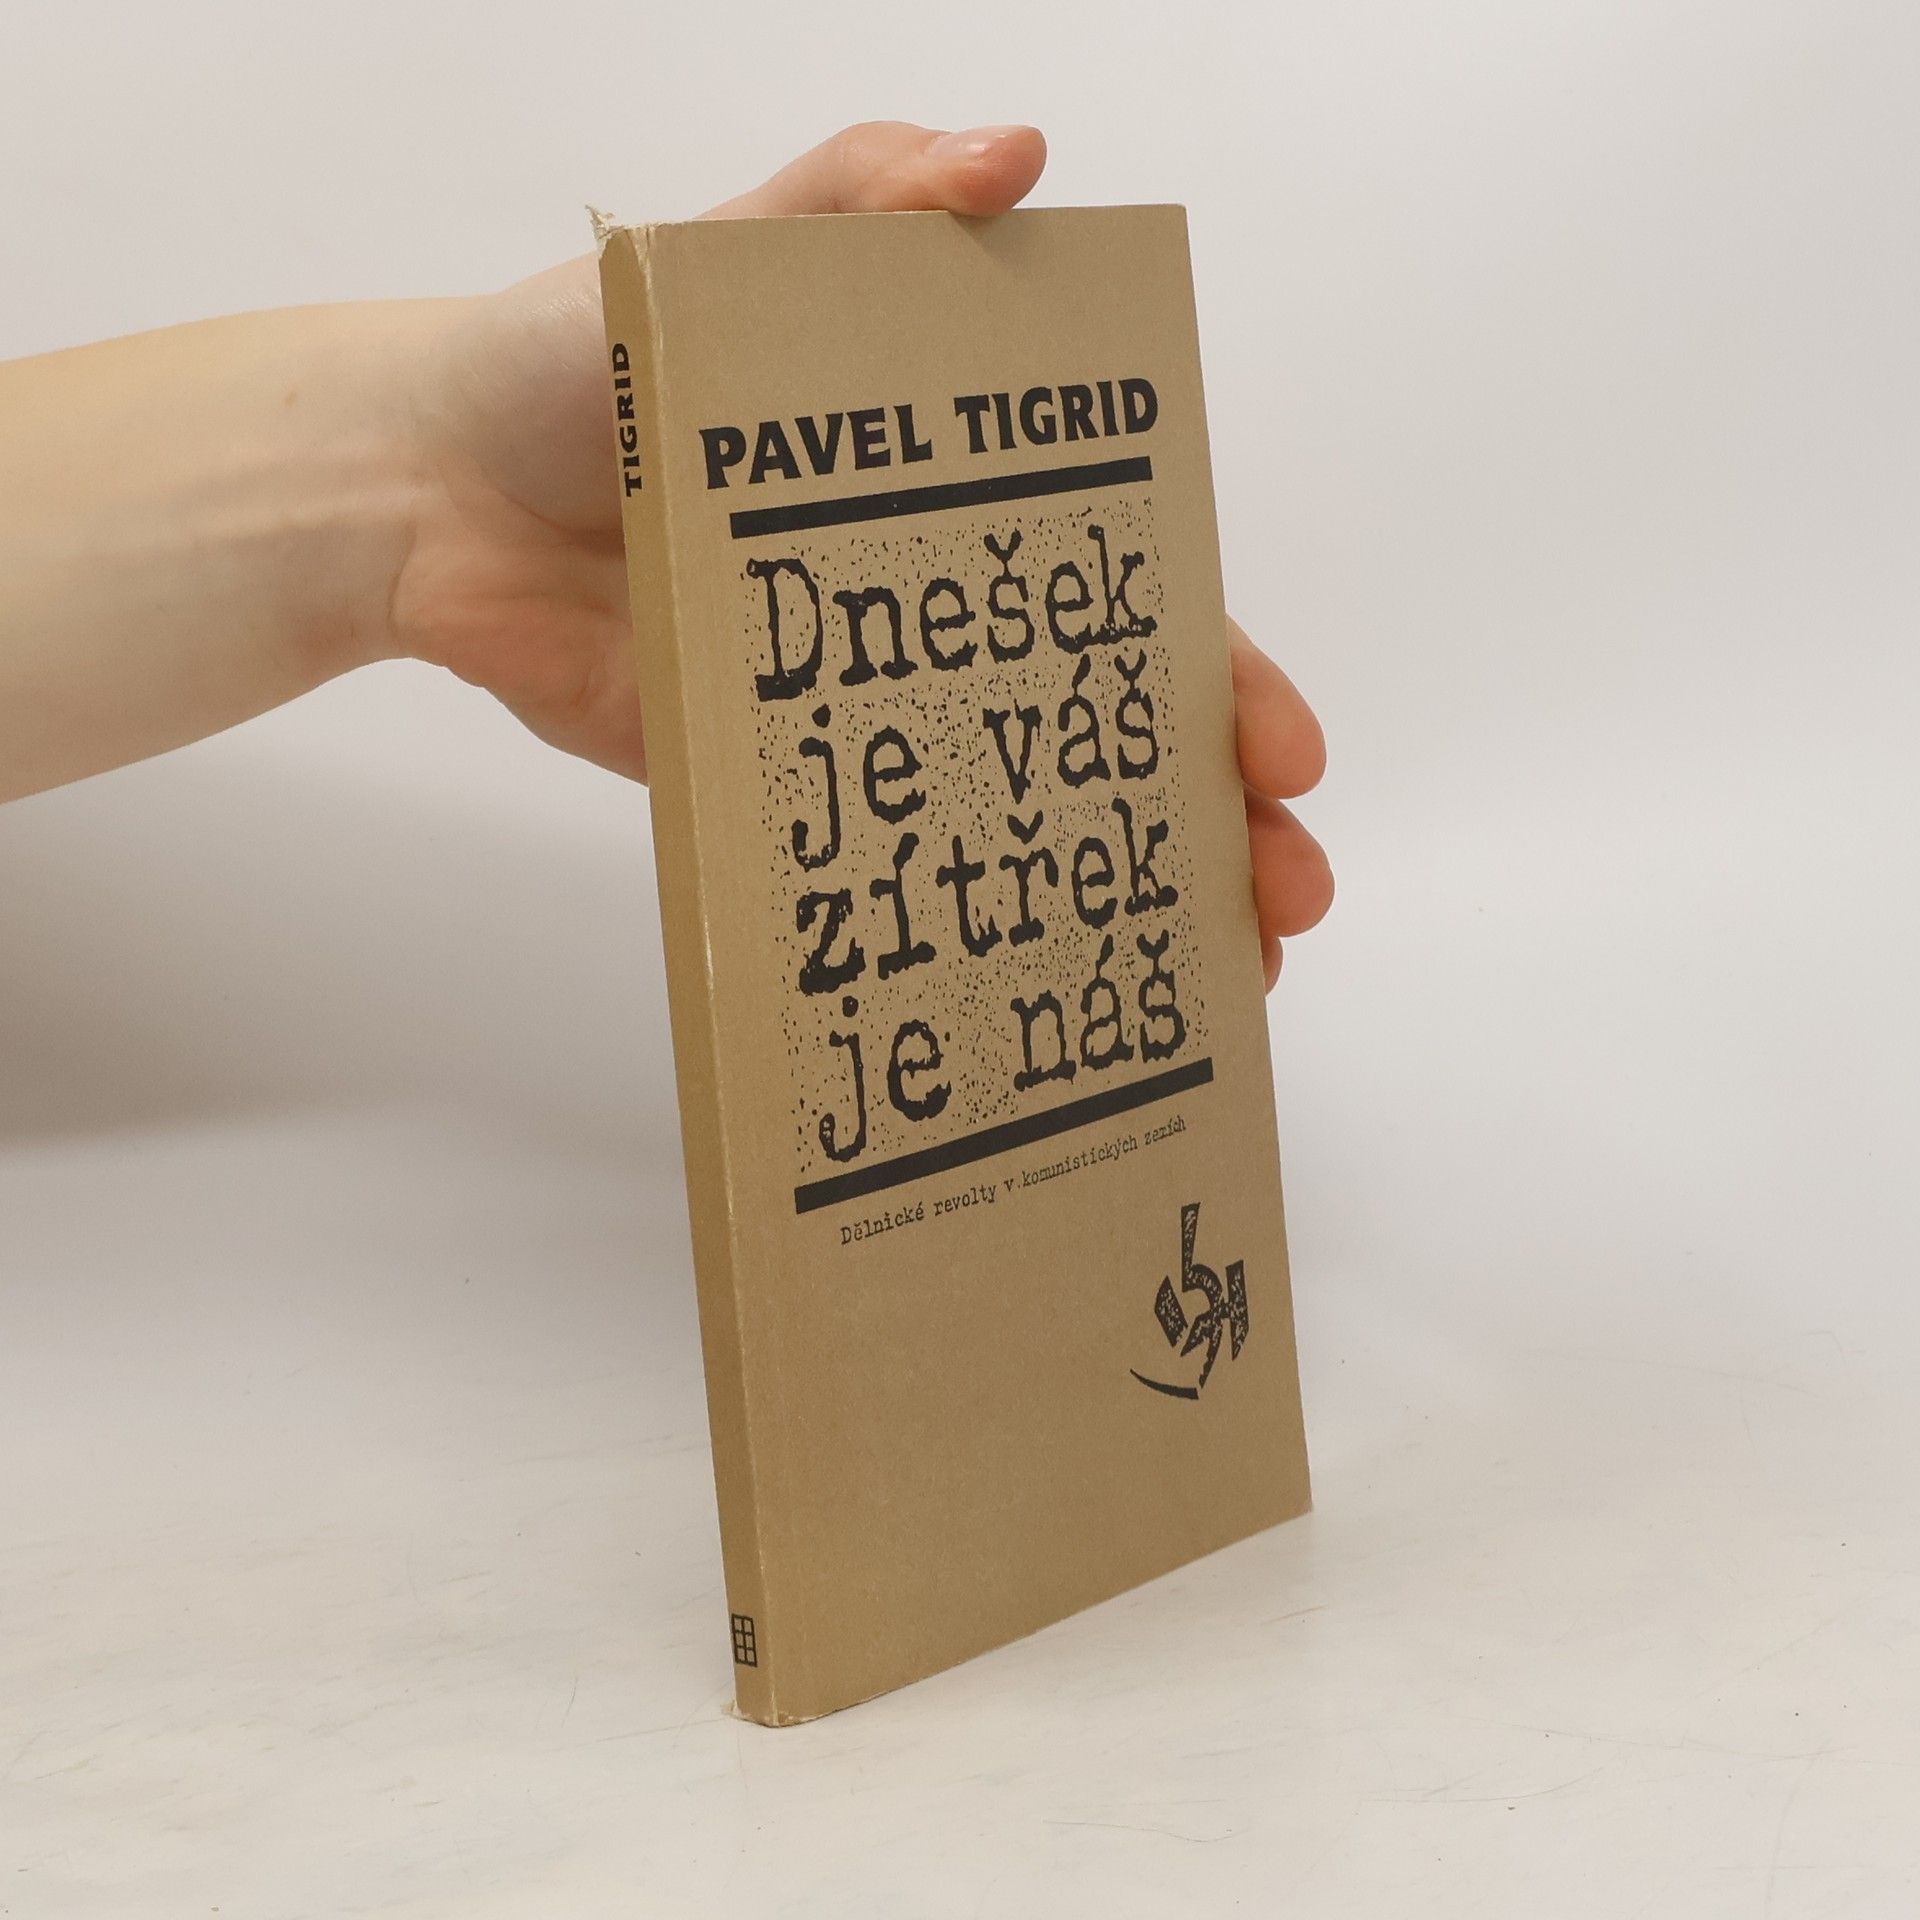 TIGRID
PAVEL TIGRID
Dnešek
je váš
zítřek
je náš
Dělnické revolty v komunistických zemích